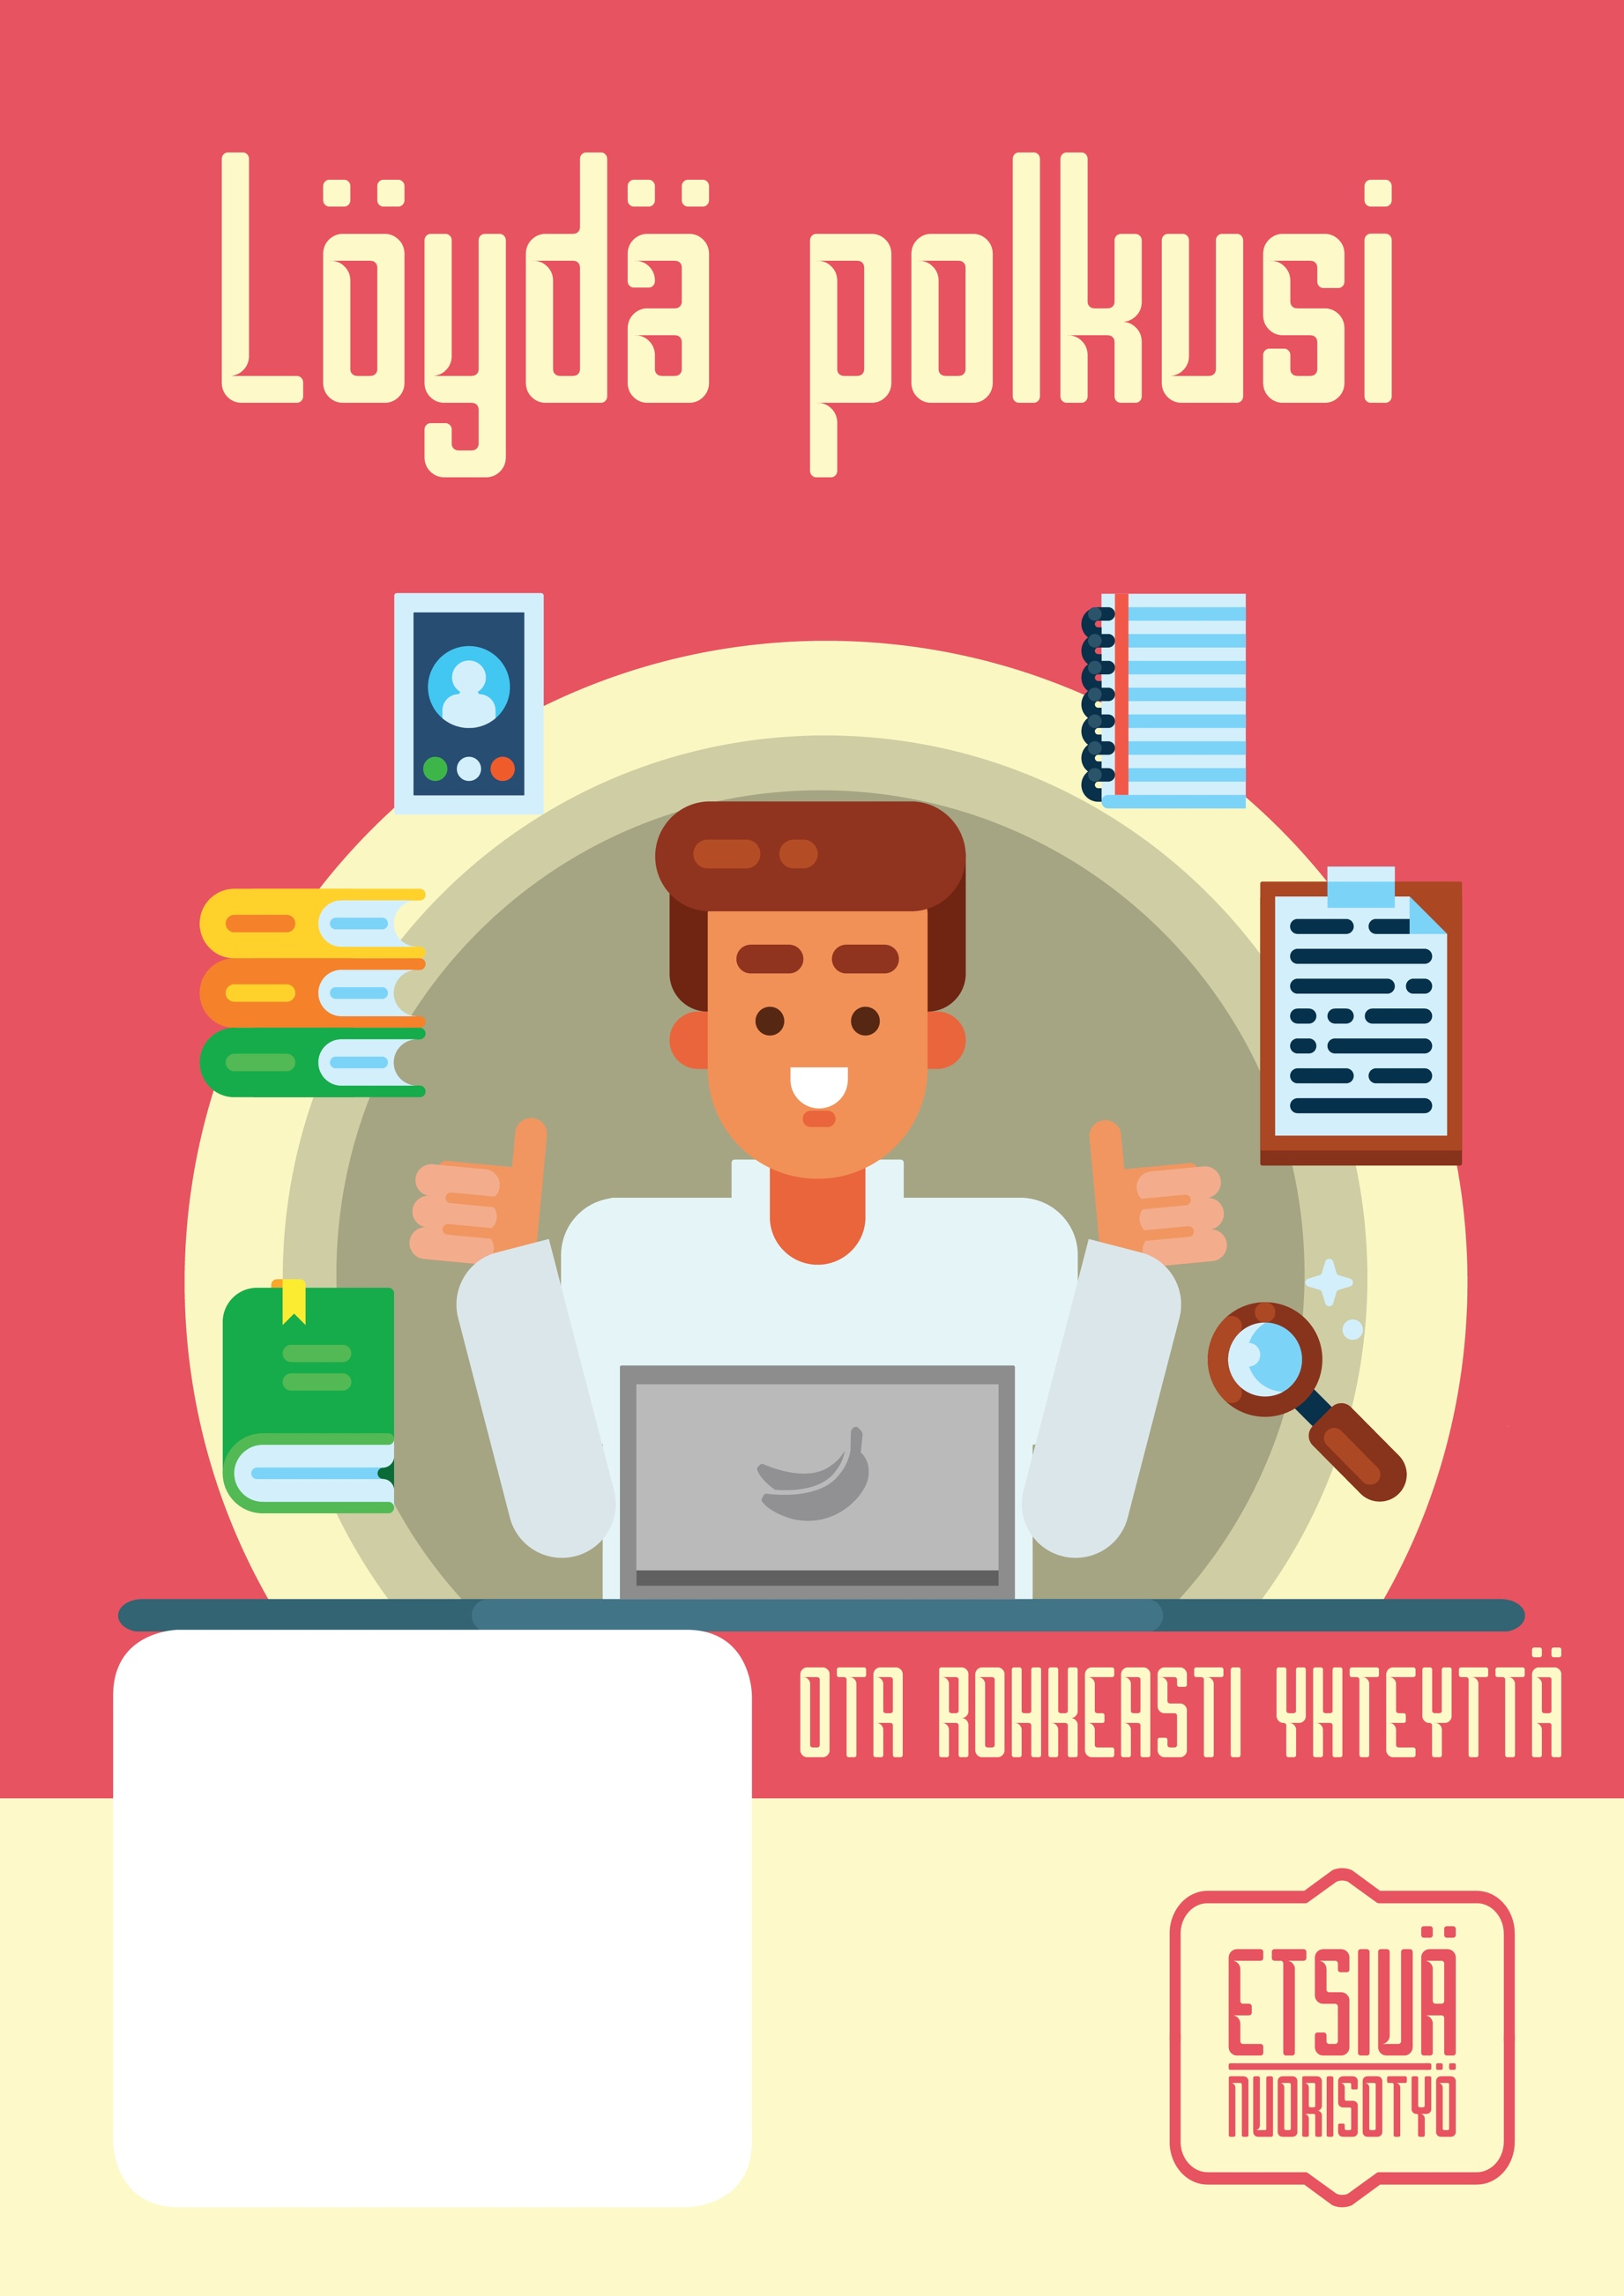 Löydä polkusi
OTA ROHKEASTI YHTEYTTÄ
ETSIVÄ
NUORISOTYÖ